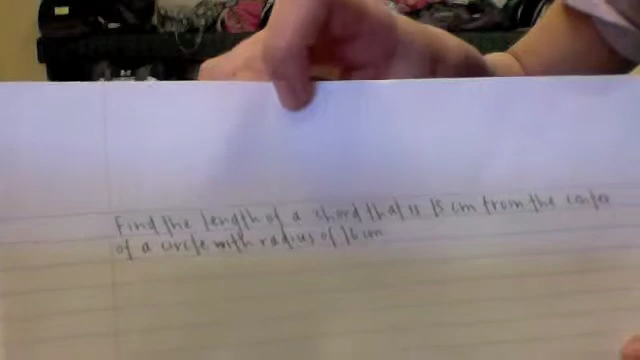 Find the length of a chord that is 15 cm from the center
of a circle with radius of 16 cm